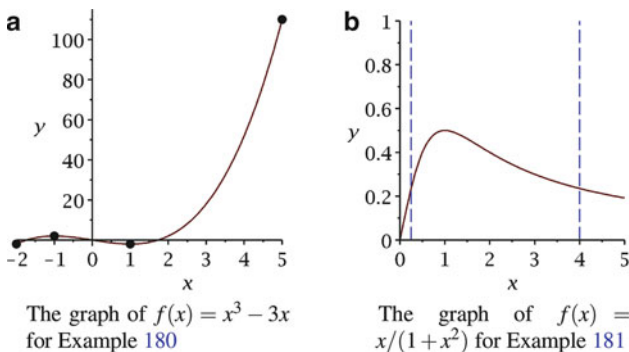 a
100
80
y
60
40
20
−2 −1 0 1 2 3 4 5
x
The graph of f(x) = x³ − 3x
for Example 180
b
1
0.8
0.6
y
0.4
0.2
0
0 1 2 3 4 5
x
The graph of f(x) =
x/(1+x²) for Example 181